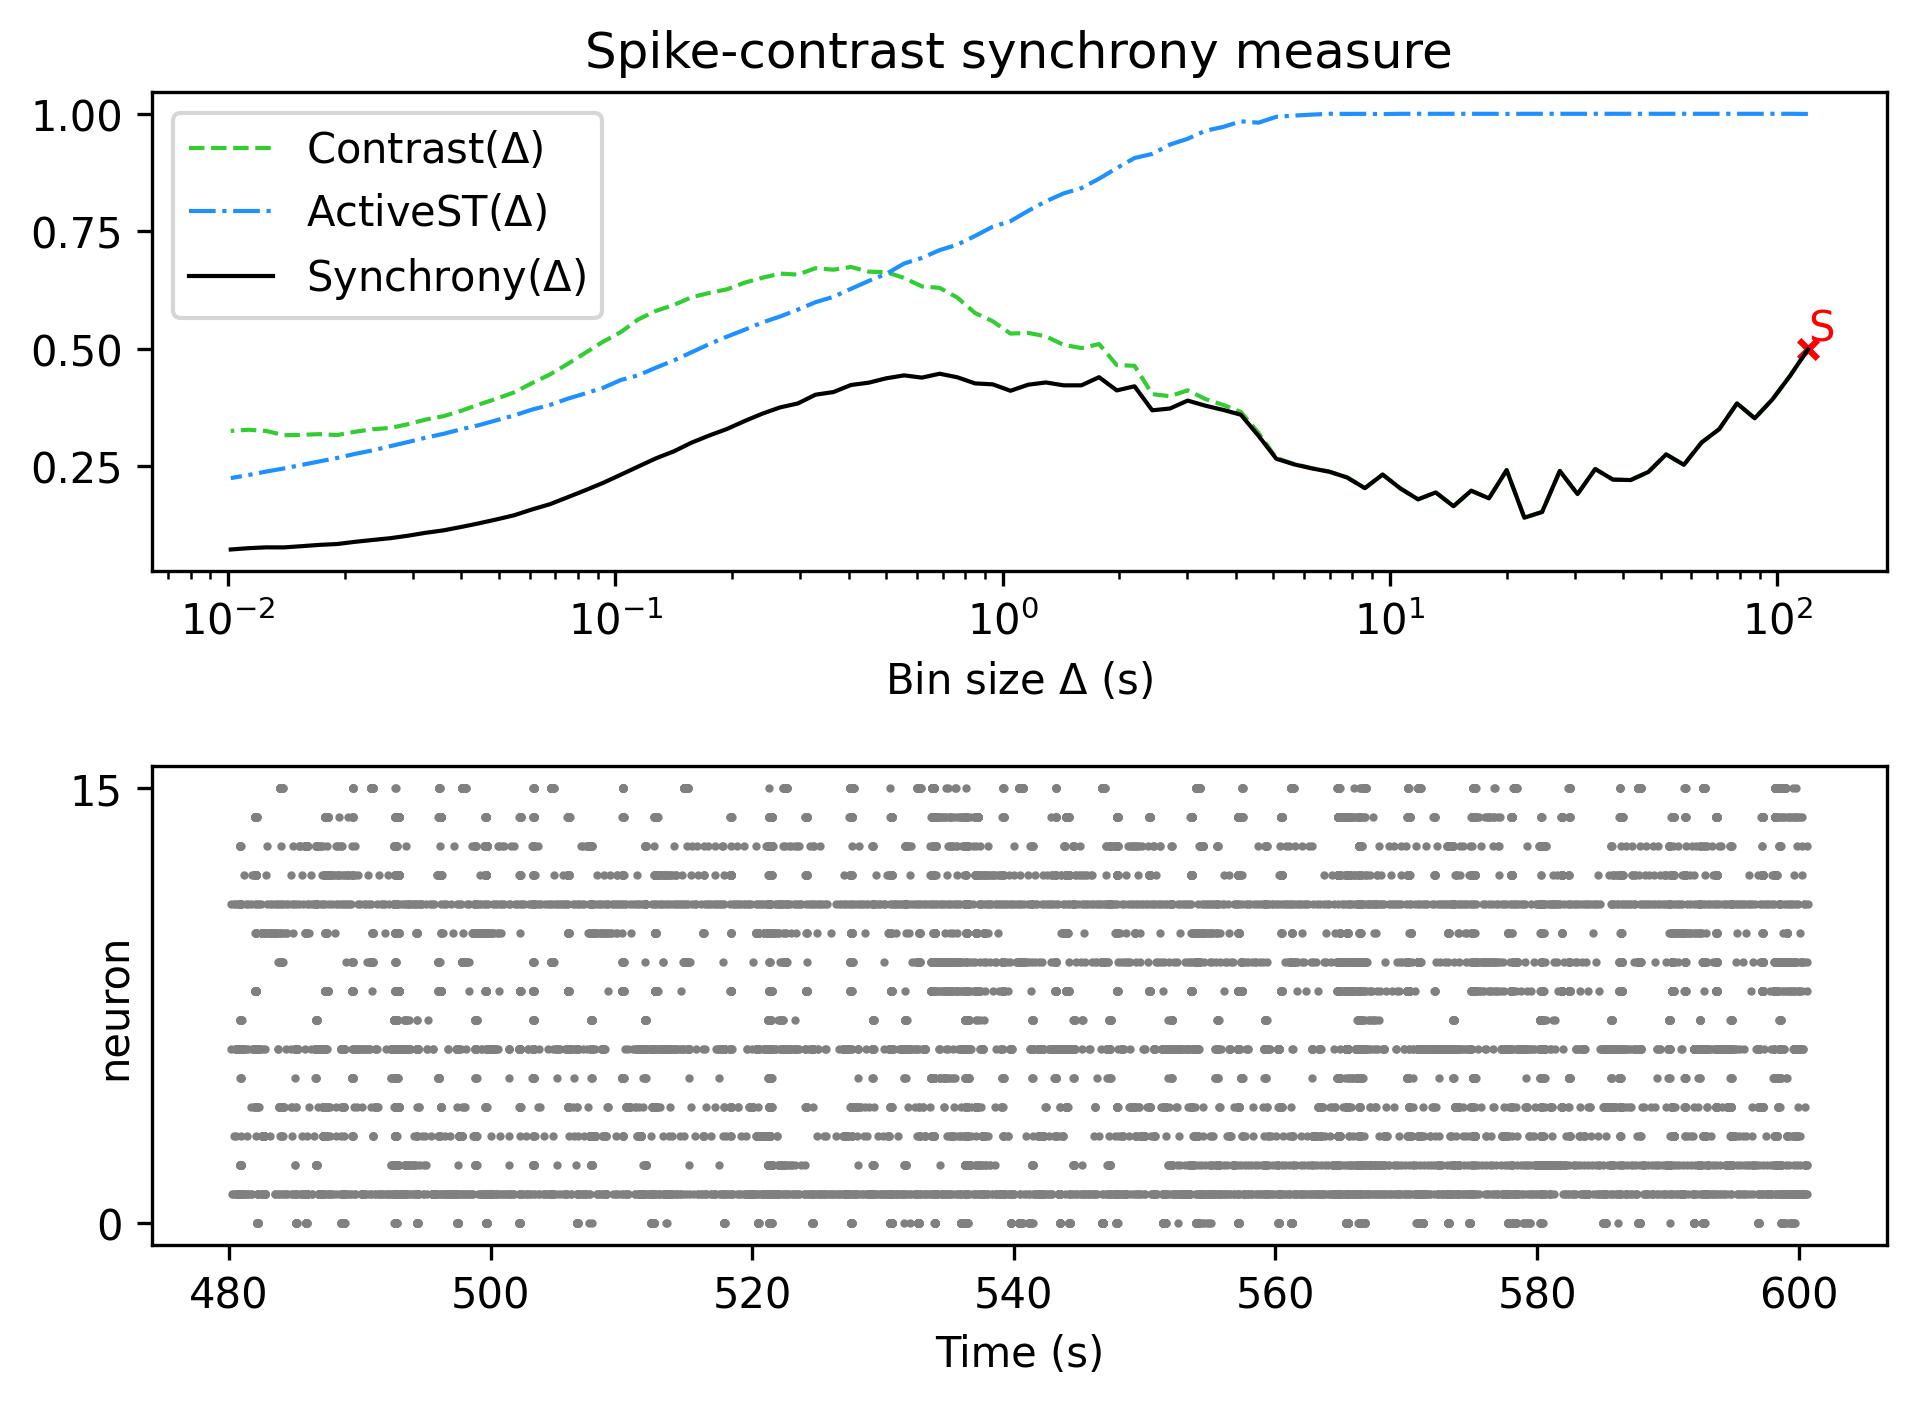 Spike-contrast synchrony measure
1.00
0.75
0.50
0.25
Contrast(Δ)
ActiveST(Δ)
Synchrony(Δ)
S
10⁻² 10⁻¹ 10⁰ 10¹ 10²
Bin size Δ (s)
15
0
neuron
480 500 520 540 560 580 600
Time (s)